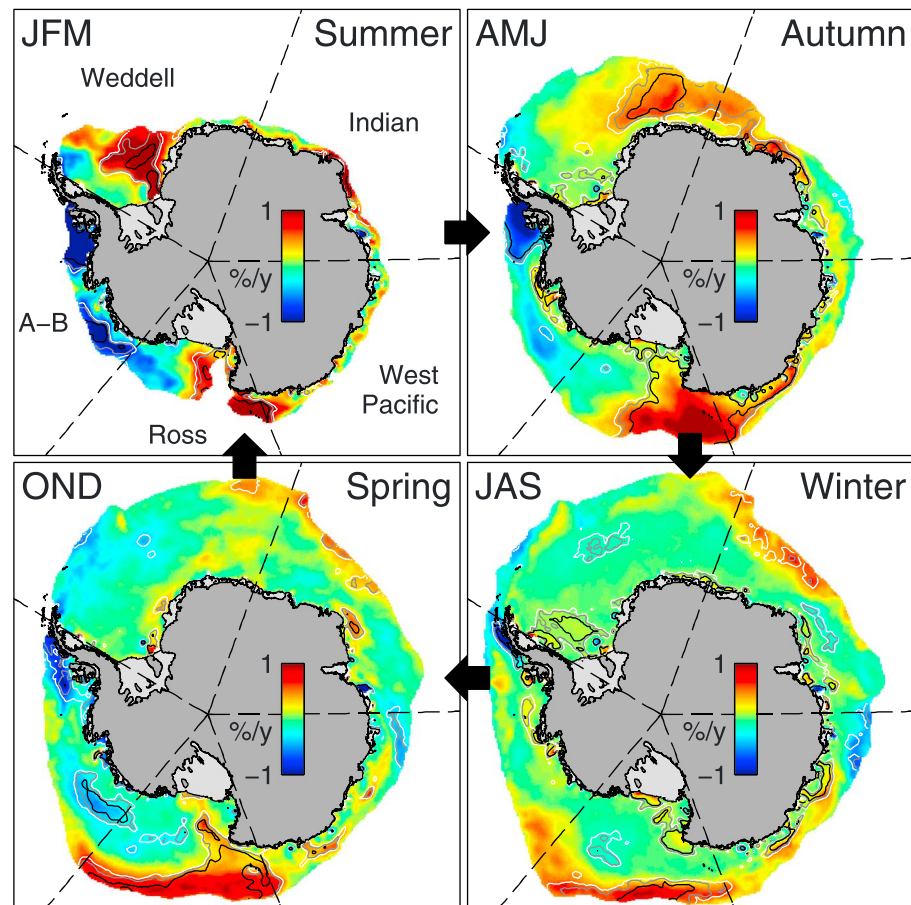 JFM Summer
Weddell
Indian
1
%/y
−1
A−B
West
Pacific
Ross
AMJ Autumn
1
%/y
−1
OND Spring
1
%/y
−1
JAS Winter
1
%/y
−1